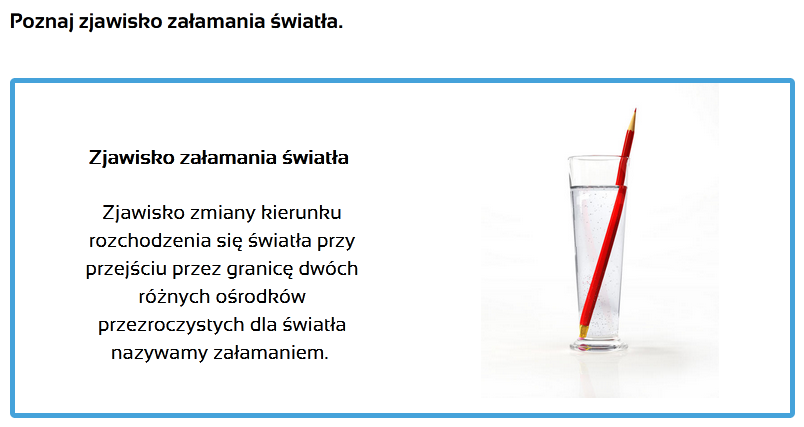 Poznaj zjawisko załamania światła.
Zjawisko załamania światła
Zjawisko zmiany kierunku
rozchodzenia się światła przy
przejściu przez granicę dwóch
różnych ośrodków
przezroczystych dla światła
nazywamy załamaniem.